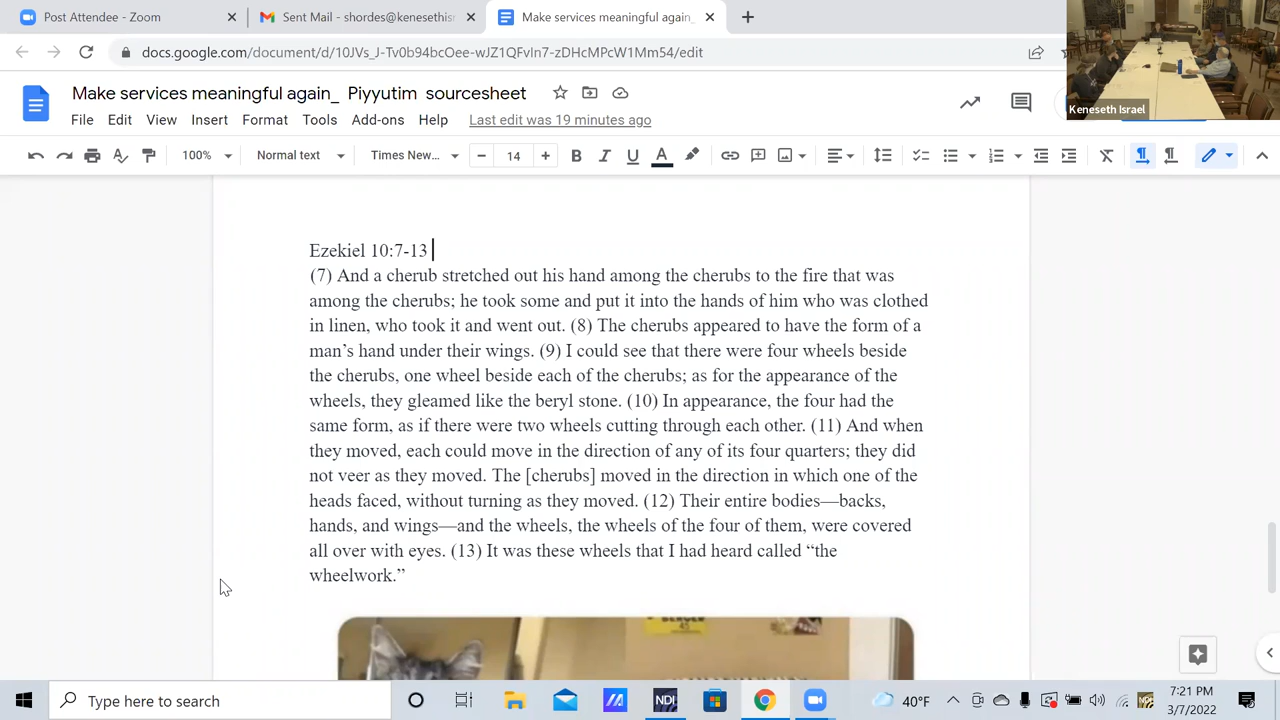 Post Attendee - Zoom
Sent Mail - shordes@kenesethisr
Make services meaningful again_
docs.google.com/document/d/10JVs_J-Tv0b94bcOee-wJZ1QFvIn7-zDHcMPcW1Mm54/edit
Make services meaningful again_ Piyyutim sourcesheet
File Edit View Insert Format Tools Add-ons Help Last edit was 19 minutes ago
Keneseth Israel
100% Normal text Times New... 14 B I U A
Ezekiel 10:7-13
(7) And a cherub stretched out his hand among the cherubs to the fire that was
among the cherubs; he took some and put it into the hands of him who was clothed
in linen, who took it and went out. (8) The cherubs appeared to have the form of a
man’s hand under their wings. (9) I could see that there were four wheels beside
the cherubs, one wheel beside each of the cherubs; as for the appearance of the
wheels, they gleamed like the beryl stone. (10) In appearance, the four had the
same form, as if there were two wheels cutting through each other. (11) And when
they moved, each could move in the direction of any of its four quarters; they did
not veer as they moved. The [cherubs] moved in the direction in which one of the
heads faced, without turning as they moved. (12) Their entire bodies—backs,
hands, and wings—and the wheels, the wheels of the four of them, were covered
all over with eyes. (13) It was these wheels that I had heard called “the
wheelwork.”
Type here to search
NDI
40°F
7:21 PM
3/7/2022